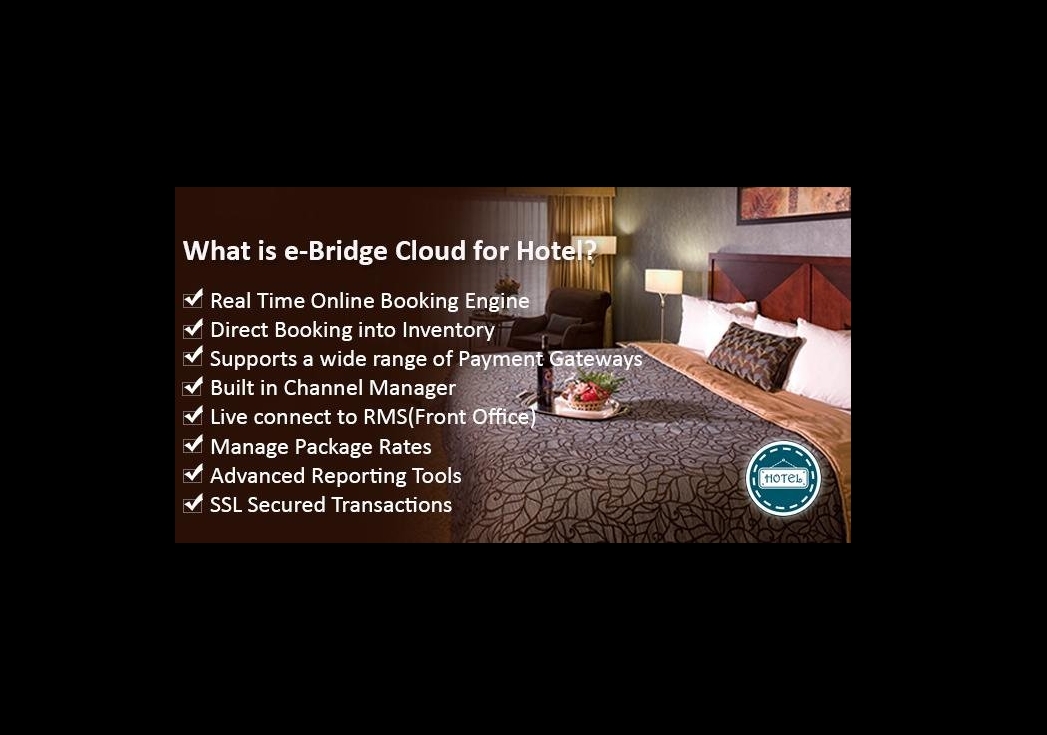 What is e-Bridge Cloud for Hotel?
Real Time Online Booking Engine
Direct Booking into Inventory
Supports a wide range of Payment Gateways
Built in Channel Manager
Live connect to RMS(Front Office)
Manage Package Rates
Advanced Reporting Tools
SSL Secured Transactions
HOTEL